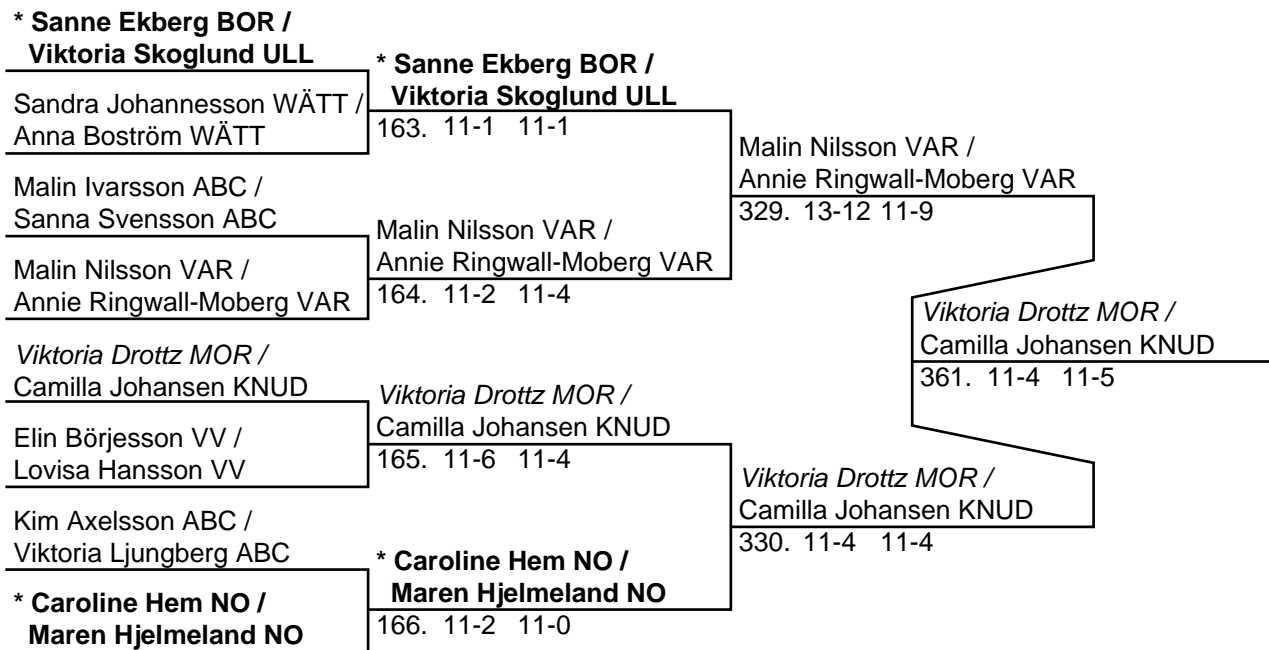 * Sanne Ekberg BOR /
Viktoria Skoglund ULL
Sandra Johannesson WÄTT /
Anna Boström WÄTT
Malin Ivarsson ABC /
Sanna Svensson ABC
Malin Nilsson VAR /
Annie Ringwall-Moberg VAR
Viktoria Drottz MOR /
Camilla Johansen KNUD
Elin Börjesson VV /
Lovisa Hansson VV
Kim Axelsson ABC /
Viktoria Ljungberg ABC
* Caroline Hem NO /
Maren Hjelmeland NO
* Sanne Ekberg BOR /
Viktoria Skoglund ULL
163. 11-1 11-1
Malin Nilsson VAR /
Annie Ringwall-Moberg VAR
164. 11-2 11-4
Viktoria Drottz MOR /
Camilla Johansen KNUD
165. 11-6 11-4
* Caroline Hem NO /
Maren Hjelmeland NO
166. 11-2 11-0
Malin Nilsson VAR /
Annie Ringwall-Moberg VAR
329. 13-12 11-9
Viktoria Drottz MOR /
Camilla Johansen KNUD
330. 11-4 11-4
Viktoria Drottz MOR /
Camilla Johansen KNUD
361. 11-4 11-5